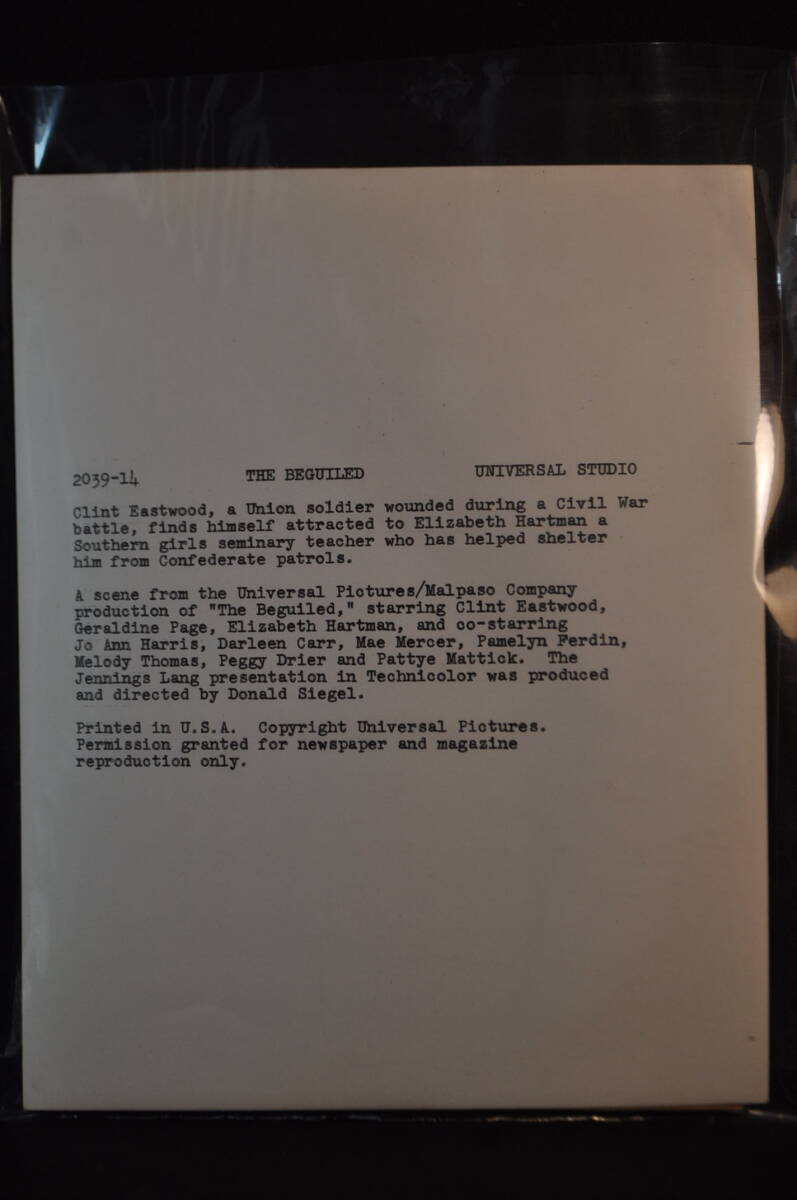 2039-14 THE BEGUILED UNIVERSAL STUDIO
Clint Eastwood, a Union soldier wounded during a Civil War
battle, finds himself attracted to Elizabeth Hartman a
Southern girls seminary teacher who has helped shelter
him from Confederate patrols.
A scene from the Universal Pictures/Malpaso Company
production of "The Beguiled," starring Clint Eastwood,
Geraldine Page, Elizabeth Hartman, and co-starring
Jo Ann Harris, Darleen Carr, Mae Mercer, Pamelyn Ferdin,
Melody Thomas, Peggy Drier and Pattye Mattick. The
Jennings Lang presentation in Technicolor was produced
and directed by Donald Siegel.
Printed in U.S.A. Copyright Universal Pictures.
Permission granted for newspaper and magazine
reproduction only.